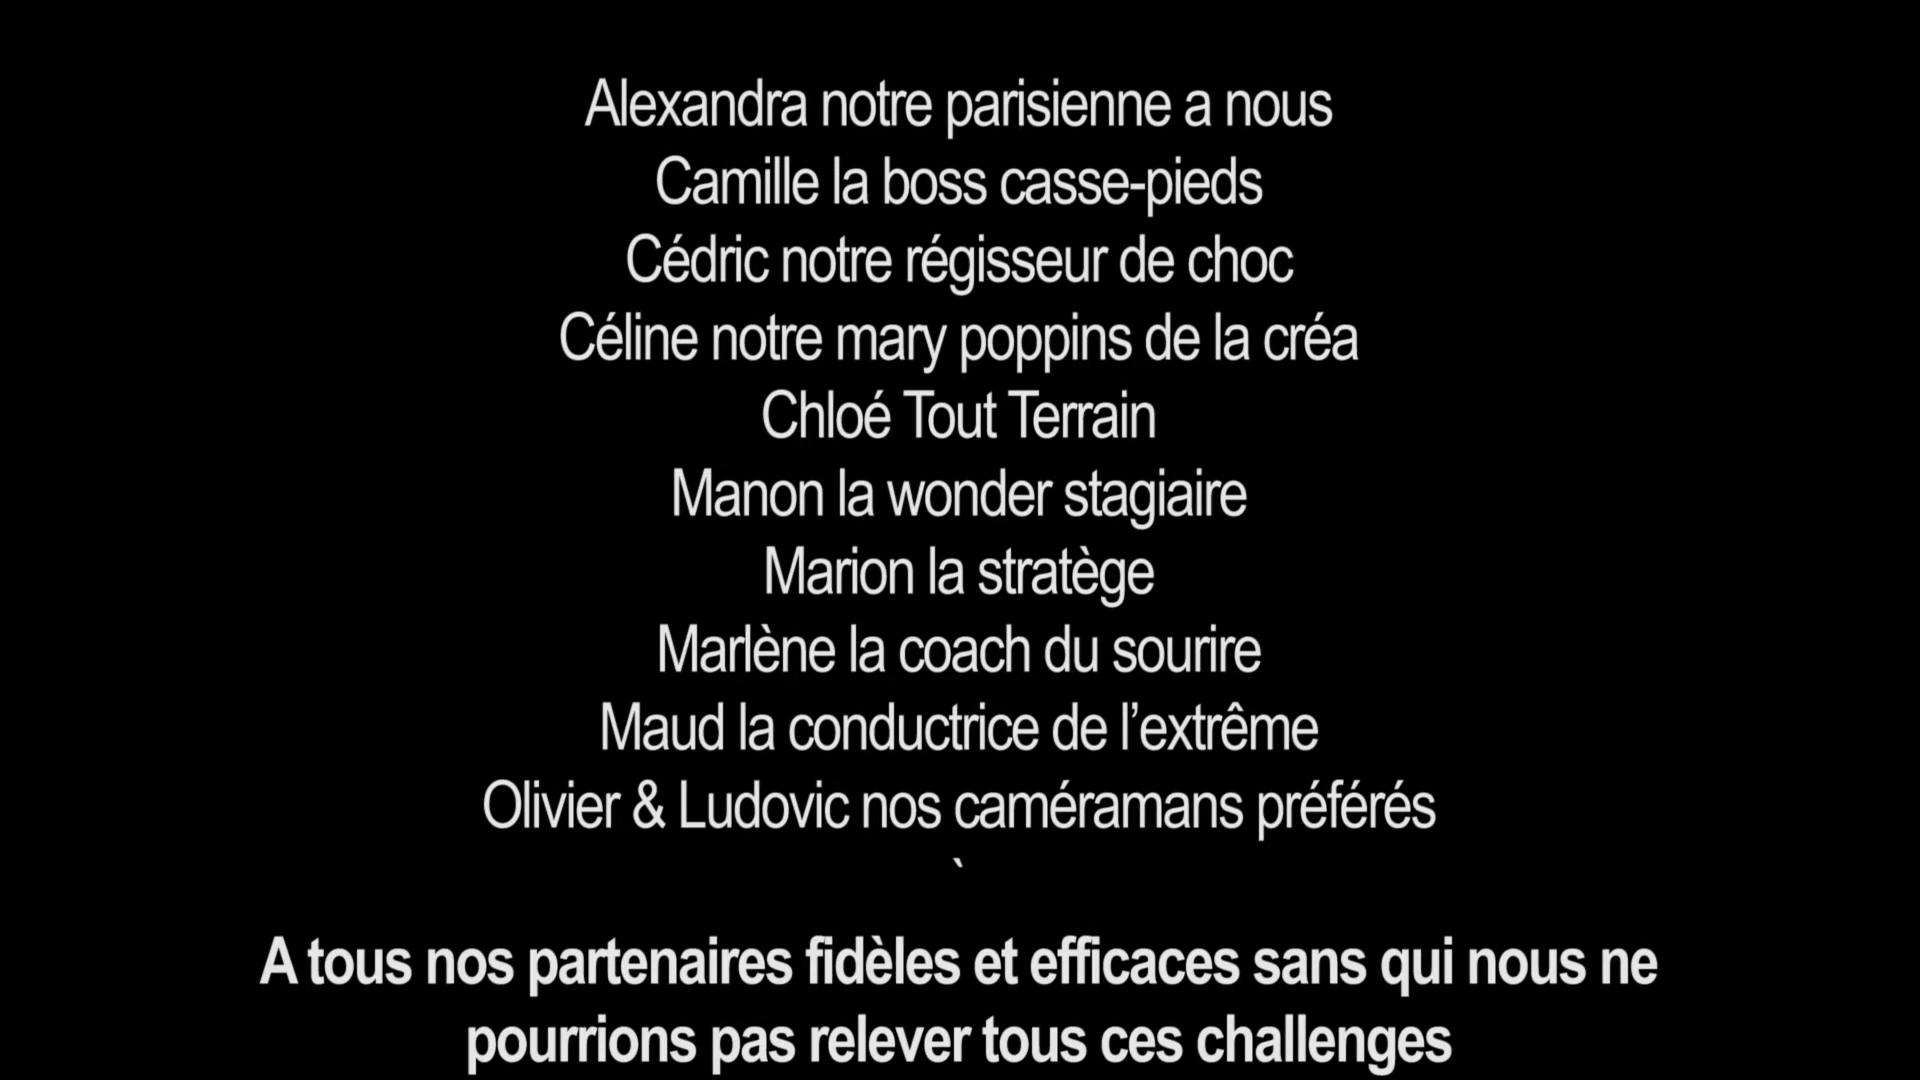 Alexandra notre parisienne a nous
Camille la boss casse-pieds
Cédric notre régisseur de choc
Céline notre mary poppins de la créa
Chloé Tout Terrain
Manon la wonder stagiaire
Marion la stratège
Marlène la coach du sourire
Maud la conductrice de l’extrême
Olivier & Ludovic nos caméramans préférés
`
A tous nos partenaires fidèles et efficaces sans qui nous ne
pourrions pas relever tous ces challenges